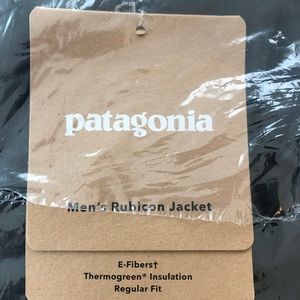 patagonia
Men's Rubicon Jacket
E-Fibers†
Thermogreen® Insulation
Regular Fit